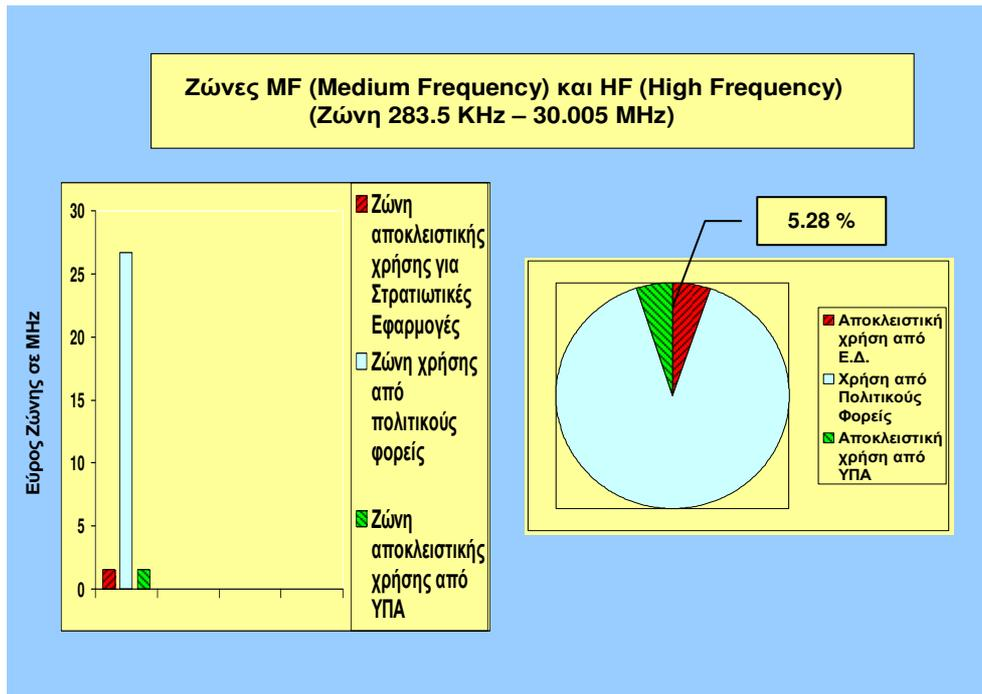 Ζώνες MF (Medium Frequency) και HF (High Frequency)
(Ζώνη 283.5 KHz – 30.005 MHz)
Εύρος Ζώνης σε MHz
30
25
20
15
10
5
0
Ζώνη
αποκλειστικής
χρήσης για
Στρατιωτικές
Εφαρμογές
Ζώνη χρήσης
από
πολιτικούς
φορείς
Ζώνη
αποκλειστικής
χρήσης από
ΥΠΑ
5.28 %
Αποκλειστική
χρήση από
Ε.Δ.
Χρήση από
Πολιτικούς
Φορείς
Αποκλειστική
χρήση από
ΥΠΑ